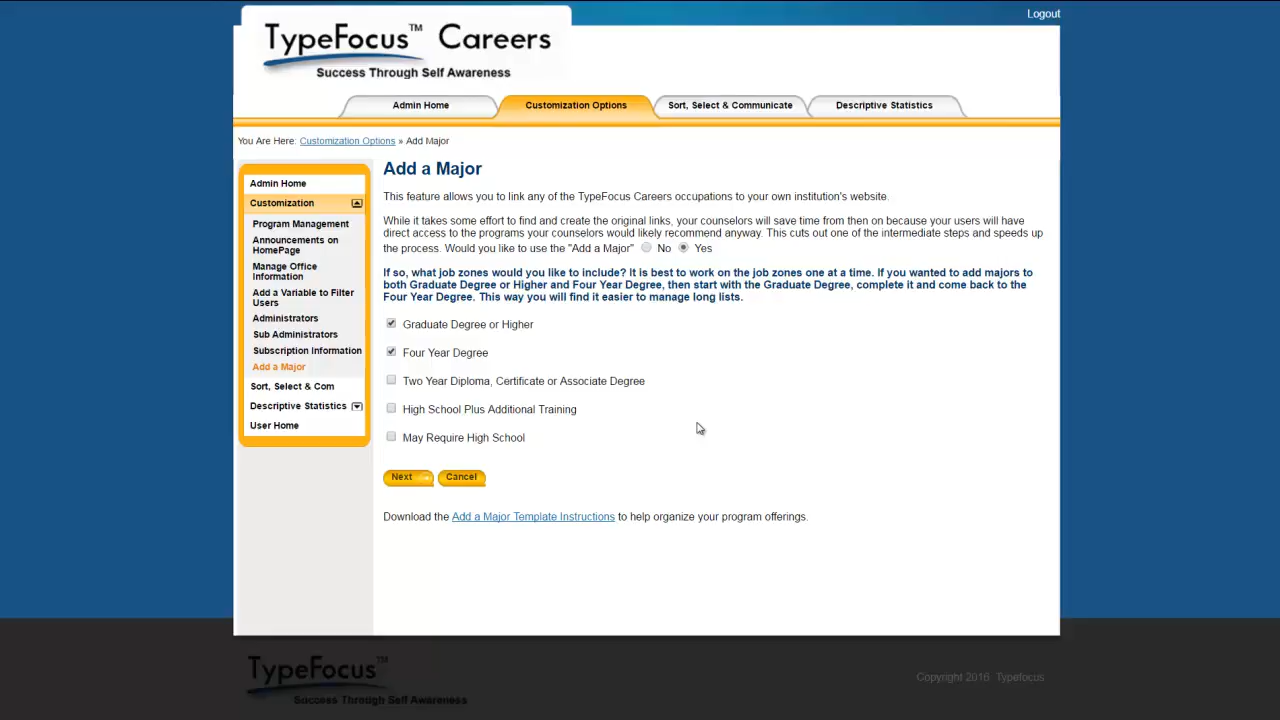 Logout
TypeFocus™ Careers
Success Through Self Awareness
Admin Home
Customization Options
Sort, Select & Communicate
Descriptive Statistics
You Are Here: Customization Options » Add Major
Admin Home
Customization
Program Management
Announcements on
HomePage
Manage Office
Information
Add a Variable to Filter
Users
Administrators
Sub Administrators
Subscription Information
Add a Major
Sort, Select & Com
Descriptive Statistics
User Home
Add a Major
This feature allows you to link any of the TypeFocus Careers occupations to your own institution's website.
While it takes some effort to find and create the original links, your counselors will save time from then on because your users will have
direct access to the programs your counselors would likely recommend anyway. This cuts out one of the intermediate steps and speeds up
the process. Would you like to use the "Add a Major" No Yes
If so, what job zones would you like to include? It is best to work on the job zones one at a time. If you wanted to add majors to
both Graduate Degree or Higher and Four Year Degree, then start with the Graduate Degree, complete it and come back to the
Four Year Degree. This way you will find it easier to manage long lists.
Graduate Degree or Higher
Four Year Degree
Two Year Diploma, Certificate or Associate Degree
High School Plus Additional Training
May Require High School
Next
Cancel
Download the Add a Major Template Instructions to help organize your program offerings.
TypeFocus™
Success Through Self Awareness
Copyright 2016 Typefocus